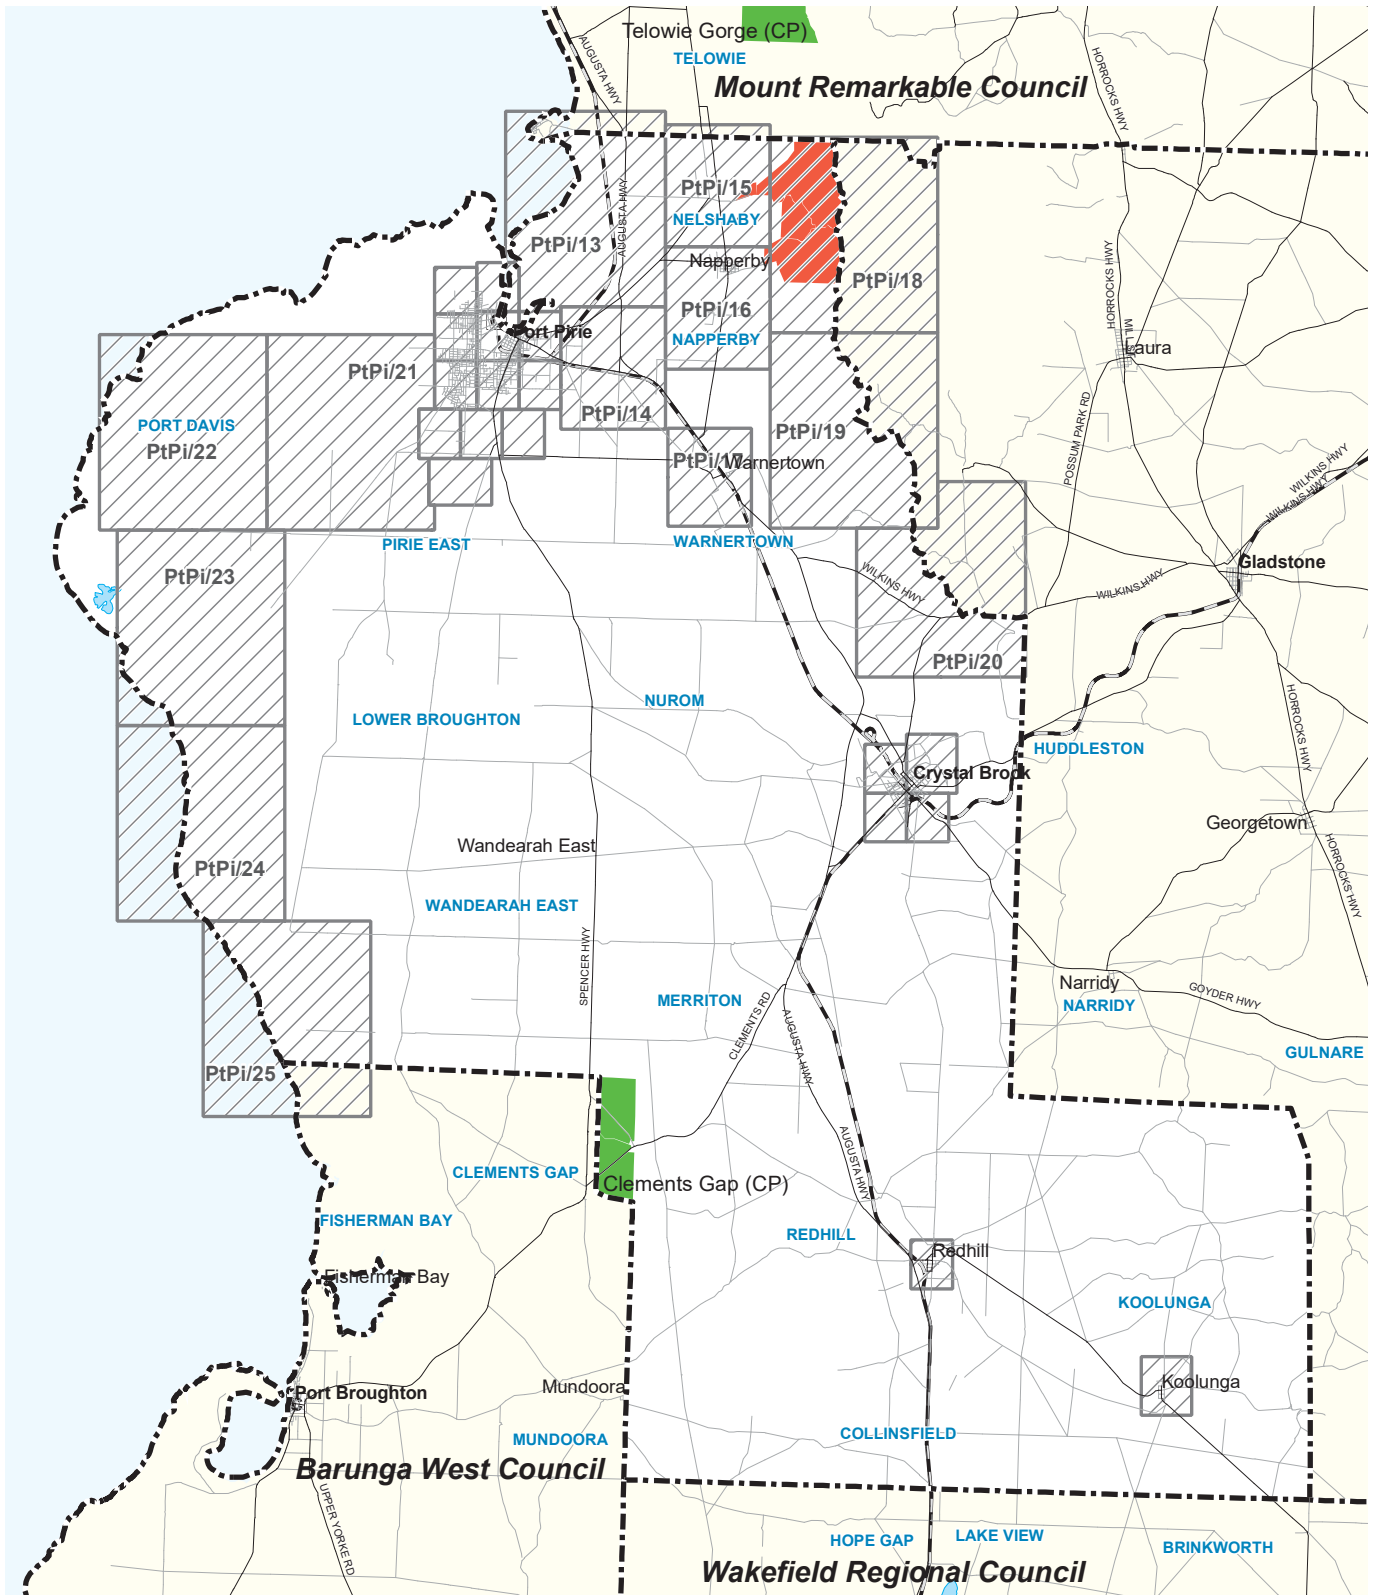 Telowie Gorge (CP)
TELOWIE
Mount Remarkable Council
AUGUSTA HWY
HORROCKS HWY
PtPi/15
NELSHABY
PtPi/13
AUGUSTA HWY
Napperby
PtPi/18
HORROCKS HWY
PtPi/16
NAPPERBY
Port Pirie
MILL ST
Laura
PtPi/21
PtPi/14
PORT DAVIS
PtPi/22
PtPi/19
POSSUM PARK RD
PtPi/17
Warnertown
WILKINS HWY
WILKINS HWY
PIRIE EAST
WARNERTOWN
PtPi/23
WILKINS HWY
WILKINS HWY
Gladstone
PtPi/20
NUROM
LOWER BROUGHTON
HORROCKS HWY
HUDDLESTON
Crystal Brook
Georgetown
Wandearah East
PtPi/24
HORROCKS HWY
WANDEARAH EAST
SPENCER HWY
Narridy
GOYDER HWY
MERRITON
NARRIDY
CLEMENTS RD
AUGUSTA HWY
GULNARE
PtPi/25
AUGUSTA HWY
CLEMENTS GAP
Clements Gap (CP)
FISHERMAN BAY
REDHILL
Redhill
Fisherman Bay
KOOLUNGA
Koolunga
Port Broughton
Mundoora
COLLINSFIELD
MUNDOORA
Barunga West Council
UPPER YORKE RD
HOPE GAP
LAKE VIEW
BRINKWORTH
Wakefield Regional Council